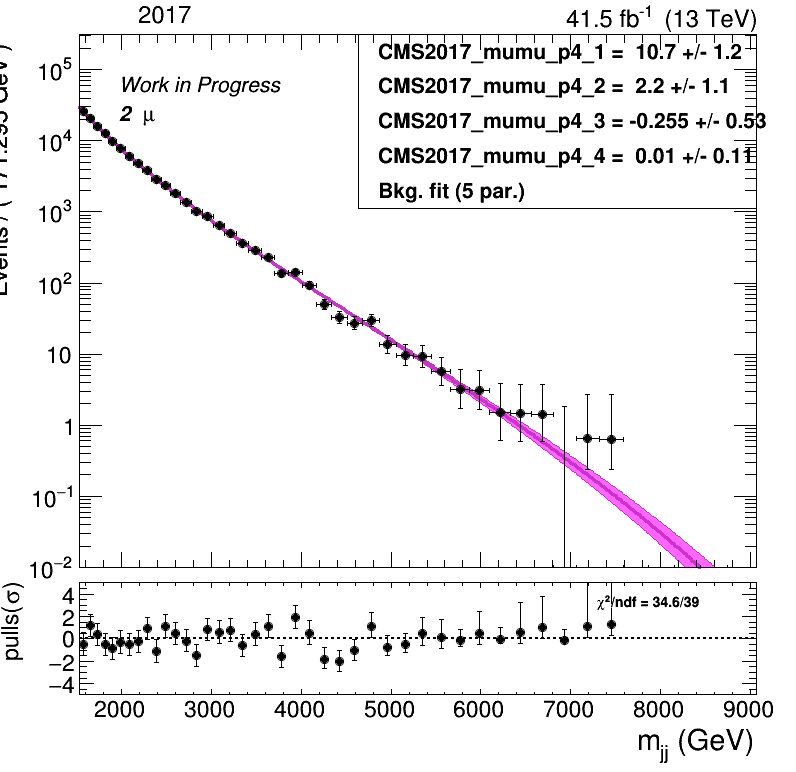 2017
41.5 fb⁻¹ (13 TeV)
Work in Progress
2 μ
CMS2017_mumu_p4_1 = 10.7 +/- 1.2
CMS2017_mumu_p4_2 = 2.2 +/- 1.1
CMS2017_mumu_p4_3 = -0.255 +/- 0.53
CMS2017_mumu_p4_4 = 0.01 +/- 0.11
Bkg. fit (5 par.)
10⁵
10⁴
10³
10²
10
1
10⁻¹
10⁻²
pulls(σ)
4
2
0
−2
−4
χ²/ndf = 34.6/39
2000 3000 4000 5000 6000 7000 8000 9000
m_jj (GeV)